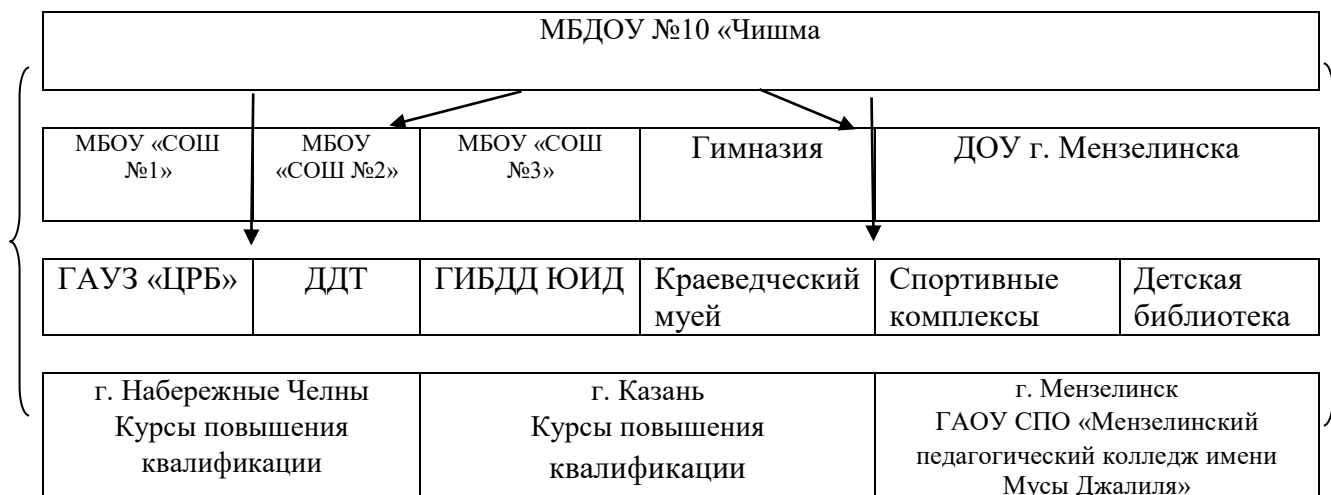 МБДОУ №10 «Чишма
МБОУ «СОШ
№1»
МБОУ
«СОШ №2»
МБОУ «СОШ
№3»
Гимназия
ДОУ г. Мензелинска
ГАУЗ «ЦРБ»
ДДТ
ГИБДД ЮИД
Краеведческий
муей
Спортивные
комплексы
Детская
библиотека
г. Набережные Челны
Курсы повышения
квалификации
г. Казань
Курсы повышения
квалификации
г. Мензелинск
ГАОУ СПО «Мензелинский
педагогический колледж имени
Мусы Джалиля»